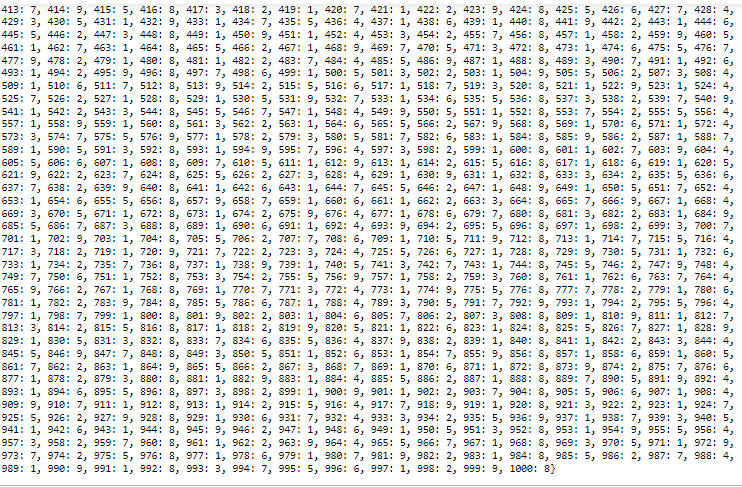 413: 7, 414: 9, 415: 5, 416: 8, 417: 3, 418: 2, 419: 1, 420: 7, 421: 1, 422: 2, 423: 9, 424: 8, 425: 5, 426: 6, 427: 7, 428: 4,
429: 3, 430: 5, 431: 1, 432: 9, 433: 1, 434: 7, 435: 5, 436: 4, 437: 1, 438: 6, 439: 1, 440: 8, 441: 9, 442: 2, 443: 1, 444: 6,
445: 5, 446: 2, 447: 3, 448: 8, 449: 1, 450: 9, 451: 1, 452: 4, 453: 3, 454: 2, 455: 7, 456: 8, 457: 1, 458: 2, 459: 9, 460: 5,
461: 1, 462: 7, 463: 1, 464: 8, 465: 5, 466: 2, 467: 1, 468: 9, 469: 7, 470: 5, 471: 3, 472: 8, 473: 1, 474: 6, 475: 5, 476: 7,
477: 9, 478: 2, 479: 1, 480: 8, 481: 1, 482: 2, 483: 7, 484: 4, 485: 5, 486: 9, 487: 1, 488: 8, 489: 3, 490: 7, 491: 1, 492: 6,
493: 1, 494: 2, 495: 9, 496: 8, 497: 7, 498: 6, 499: 1, 500: 5, 501: 3, 502: 2, 503: 1, 504: 9, 505: 5, 506: 2, 507: 3, 508: 4,
509: 1, 510: 6, 511: 7, 512: 8, 513: 9, 514: 2, 515: 5, 516: 6, 517: 1, 518: 7, 519: 3, 520: 8, 521: 1, 522: 9, 523: 1, 524: 4,
525: 7, 526: 2, 527: 1, 528: 8, 529: 1, 530: 5, 531: 9, 532: 7, 533: 1, 534: 6, 535: 5, 536: 8, 537: 3, 538: 2, 539: 7, 540: 9,
541: 1, 542: 2, 543: 3, 544: 8, 545: 5, 546: 7, 547: 1, 548: 4, 549: 9, 550: 5, 551: 1, 552: 8, 553: 7, 554: 2, 555: 5, 556: 4,
557: 1, 558: 9, 559: 1, 560: 8, 561: 3, 562: 2, 563: 1, 564: 6, 565: 5, 566: 2, 567: 9, 568: 8, 569: 1, 570: 6, 571: 1, 572: 4,
573: 3, 574: 7, 575: 5, 576: 9, 577: 1, 578: 2, 579: 3, 580: 5, 581: 7, 582: 6, 583: 1, 584: 8, 585: 9, 586: 2, 587: 1, 588: 7,
589: 1, 590: 5, 591: 3, 592: 8, 593: 1, 594: 9, 595: 7, 596: 4, 597: 3, 598: 2, 599: 1, 600: 8, 601: 1, 602: 7, 603: 9, 604: 4,
605: 5, 606: 6, 607: 1, 608: 8, 609: 7, 610: 5, 611: 1, 612: 9, 613: 1, 614: 2, 615: 5, 616: 8, 617: 1, 618: 6, 619: 1, 620: 5,
621: 9, 622: 2, 623: 7, 624: 8, 625: 5, 626: 2, 627: 3, 628: 4, 629: 1, 630: 9, 631: 1, 632: 8, 633: 3, 634: 2, 635: 5, 636: 6,
637: 7, 638: 2, 639: 9, 640: 8, 641: 1, 642: 6, 643: 1, 644: 7, 645: 5, 646: 2, 647: 1, 648: 9, 649: 1, 650: 5, 651: 7, 652: 4,
653: 1, 654: 6, 655: 5, 656: 8, 657: 9, 658: 7, 659: 1, 660: 6, 661: 1, 662: 2, 663: 3, 664: 8, 665: 7, 666: 9, 667: 1, 668: 4,
669: 3, 670: 5, 671: 1, 672: 8, 673: 1, 674: 2, 675: 9, 676: 4, 677: 1, 678: 6, 679: 7, 680: 8, 681: 3, 682: 2, 683: 1, 684: 9,
685: 5, 686: 7, 687: 3, 688: 8, 689: 1, 690: 6, 691: 1, 692: 4, 693: 9, 694: 2, 695: 5, 696: 8, 697: 1, 698: 2, 699: 3, 700: 7,
701: 1, 702: 9, 703: 1, 704: 8, 705: 5, 706: 2, 707: 7, 708: 6, 709: 1, 710: 5, 711: 9, 712: 8, 713: 1, 714: 7, 715: 5, 716: 4,
717: 3, 718: 2, 719: 1, 720: 9, 721: 7, 722: 2, 723: 3, 724: 4, 725: 5, 726: 6, 727: 1, 728: 8, 729: 9, 730: 5, 731: 1, 732: 6,
733: 1, 734: 2, 735: 7, 736: 8, 737: 1, 738: 9, 739: 1, 740: 5, 741: 3, 742: 7, 743: 1, 744: 8, 745: 5, 746: 2, 747: 9, 748: 4,
749: 7, 750: 6, 751: 1, 752: 8, 753: 3, 754: 2, 755: 5, 756: 9, 757: 1, 758: 2, 759: 3, 760: 8, 761: 1, 762: 6, 763: 7, 764: 4,
765: 9, 766: 2, 767: 1, 768: 8, 769: 1, 770: 7, 771: 3, 772: 4, 773: 1, 774: 9, 775: 5, 776: 8, 777: 7, 778: 2, 779: 1, 780: 6,
781: 1, 782: 2, 783: 9, 784: 8, 785: 5, 786: 6, 787: 1, 788: 4, 789: 3, 790: 5, 791: 7, 792: 9, 793: 1, 794: 2, 795: 5, 796: 4,
797: 1, 798: 7, 799: 1, 800: 8, 801: 9, 802: 2, 803: 1, 804: 6, 805: 7, 806: 2, 807: 3, 808: 8, 809: 1, 810: 9, 811: 1, 812: 7,
813: 3, 814: 2, 815: 5, 816: 8, 817: 1, 818: 2, 819: 9, 820: 5, 821: 1, 822: 6, 823: 1, 824: 8, 825: 5, 826: 7, 827: 1, 828: 9,
829: 1, 830: 5, 831: 3, 832: 8, 833: 7, 834: 6, 835: 5, 836: 4, 837: 9, 838: 2, 839: 1, 840: 8, 841: 1, 842: 2, 843: 3, 844: 4,
845: 5, 846: 9, 847: 7, 848: 8, 849: 3, 850: 5, 851: 1, 852: 6, 853: 1, 854: 7, 855: 9, 856: 8, 857: 1, 858: 6, 859: 1, 860: 5,
861: 7, 862: 2, 863: 1, 864: 9, 865: 5, 866: 2, 867: 3, 868: 7, 869: 1, 870: 6, 871: 1, 872: 8, 873: 9, 874: 2, 875: 7, 876: 6,
877: 1, 878: 2, 879: 3, 880: 8, 881: 1, 882: 9, 883: 1, 884: 4, 885: 5, 886: 2, 887: 1, 888: 8, 889: 7, 890: 5, 891: 9, 892: 4,
893: 1, 894: 6, 895: 5, 896: 8, 897: 3, 898: 2, 899: 1, 900: 9, 901: 1, 902: 2, 903: 7, 904: 8, 905: 5, 906: 6, 907: 1, 908: 4,
909: 9, 910: 7, 911: 1, 912: 8, 913: 1, 914: 2, 915: 5, 916: 4, 917: 7, 918: 9, 919: 1, 920: 8, 921: 3, 922: 2, 923: 1, 924: 7,
925: 5, 926: 2, 927: 9, 928: 8, 929: 1, 930: 6, 931: 7, 932: 4, 933: 3, 934: 2, 935: 5, 936: 9, 937: 1, 938: 7, 939: 3, 940: 5,
941: 1, 942: 6, 943: 1, 944: 8, 945: 9, 946: 2, 947: 1, 948: 6, 949: 1, 950: 5, 951: 3, 952: 8, 953: 1, 954: 9, 955: 5, 956: 4,
957: 3, 958: 2, 959: 7, 960: 8, 961: 1, 962: 2, 963: 9, 964: 4, 965: 5, 966: 7, 967: 1, 968: 8, 969: 3, 970: 5, 971: 1, 972: 9,
973: 7, 974: 2, 975: 5, 976: 8, 977: 1, 978: 6, 979: 1, 980: 7, 981: 9, 982: 2, 983: 1, 984: 8, 985: 5, 986: 2, 987: 7, 988: 4,
989: 1, 990: 9, 991: 1, 992: 8, 993: 3, 994: 7, 995: 5, 996: 6, 997: 1, 998: 2, 999: 9, 1000: 8}